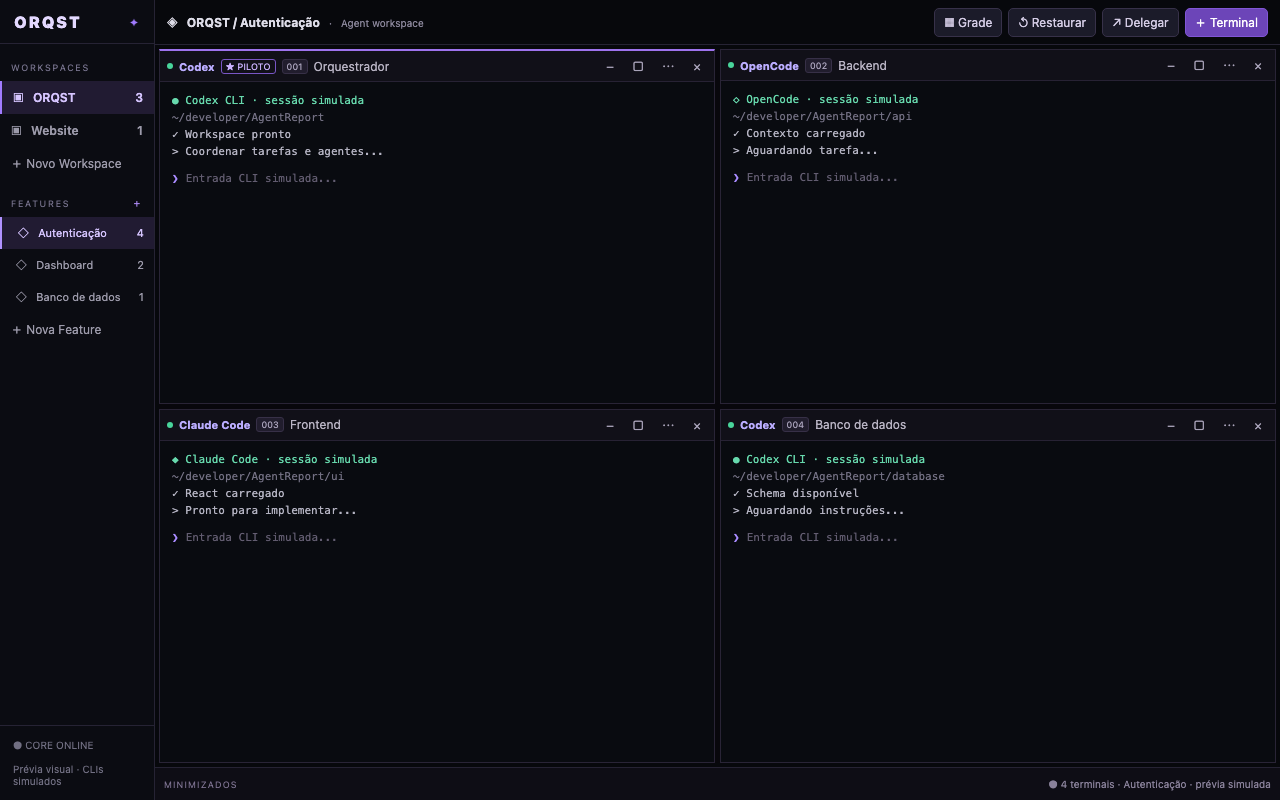 ORQST
WORKSPACES
ORQST 3
Website 1
+ Novo Workspace
FEATURES +
Autenticação 4
Dashboard 2
Banco de dados 1
+ Nova Feature
CORE ONLINE
Prévia visual · CLIs
simulados
ORQST / Autenticação · Agent workspace
Grade
Restaurar
Delegar
+ Terminal
Codex ★ PILOTO 001 Orquestrador
● Codex CLI · sessão simulada
~/developer/AgentReport
✓ Workspace pronto
> Coordenar tarefas e agentes...
❯ Entrada CLI simulada...
OpenCode 002 Backend
◇ OpenCode · sessão simulada
~/developer/AgentReport/api
✓ Contexto carregado
> Aguardando tarefa...
❯ Entrada CLI simulada...
Claude Code 003 Frontend
◆ Claude Code · sessão simulada
~/developer/AgentReport/ui
✓ React carregado
> Pronto para implementar...
❯ Entrada CLI simulada...
Codex 004 Banco de dados
● Codex CLI · sessão simulada
~/developer/AgentReport/database
✓ Schema disponível
> Aguardando instruções...
❯ Entrada CLI simulada...
MINIMIZADOS
4 terminais · Autenticação · prévia simulada